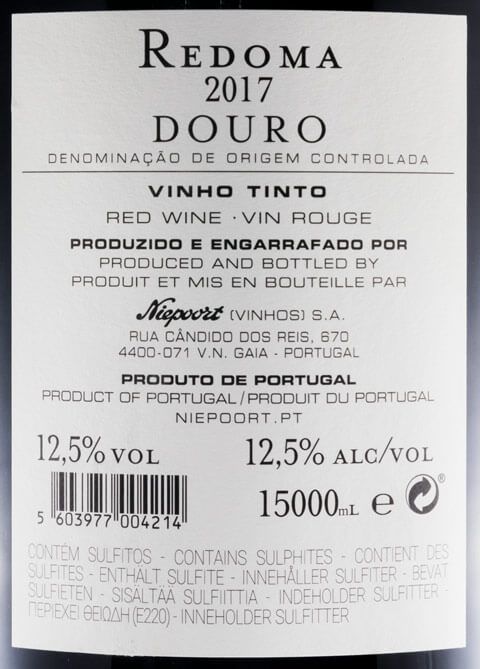 REDOMA
2017
DOURO
DENOMINAÇÃO DE ORIGEM CONTROLADA
VINHO TINTO
RED WINE · VIN ROUGE
PRODUZIDO E ENGARRAFADO POR
PRODUCED AND BOTTLED BY
PRODUIT ET MIS EN BOUTEILLE PAR
Niepoort (VINHOS) S.A.
RUA CÂNDIDO DOS REIS, 670
4400-071 V.N. GAIA - PORTUGAL
PRODUTO DE PORTUGAL
PRODUCT OF PORTUGAL/PRODUIT DU PORTUGAL
NIEPOORT.PT
12,5% VOL 12,5% ALC/VOL
15000mL e ®
5 603977 004214
CONTÉM SULFITOS - CONTAINS SULPHITES - CONTIENT DES
SULFITES - ENTHÄLT SULFITE - INNEHÅLLER SULFITER - BEVAT
SULFIETEN - SISÄLTÄÄ SULFIITTIA - INDEHOLDER SULFITTER -
ΠΕΡΙΕΧΕΙ ΘΕΙΩΔΗ (E220) - INNEHOLDER SULFITTER